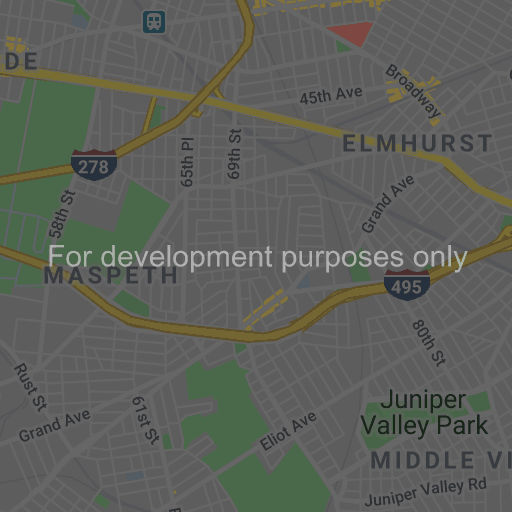 DE
45th Ave
Broadway
ELMHURST
278
65th Pl
69th St
58th St
Grand Ave
For development purposes only
MASPETH
495
80th St
Rust St
Grand Ave
61st St
Eliot Ave
Juniper
Valley Park
MIDDLE VI
Juniper Valley Rd